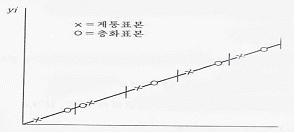 yi
× = 계통표본
○ = 층화표본